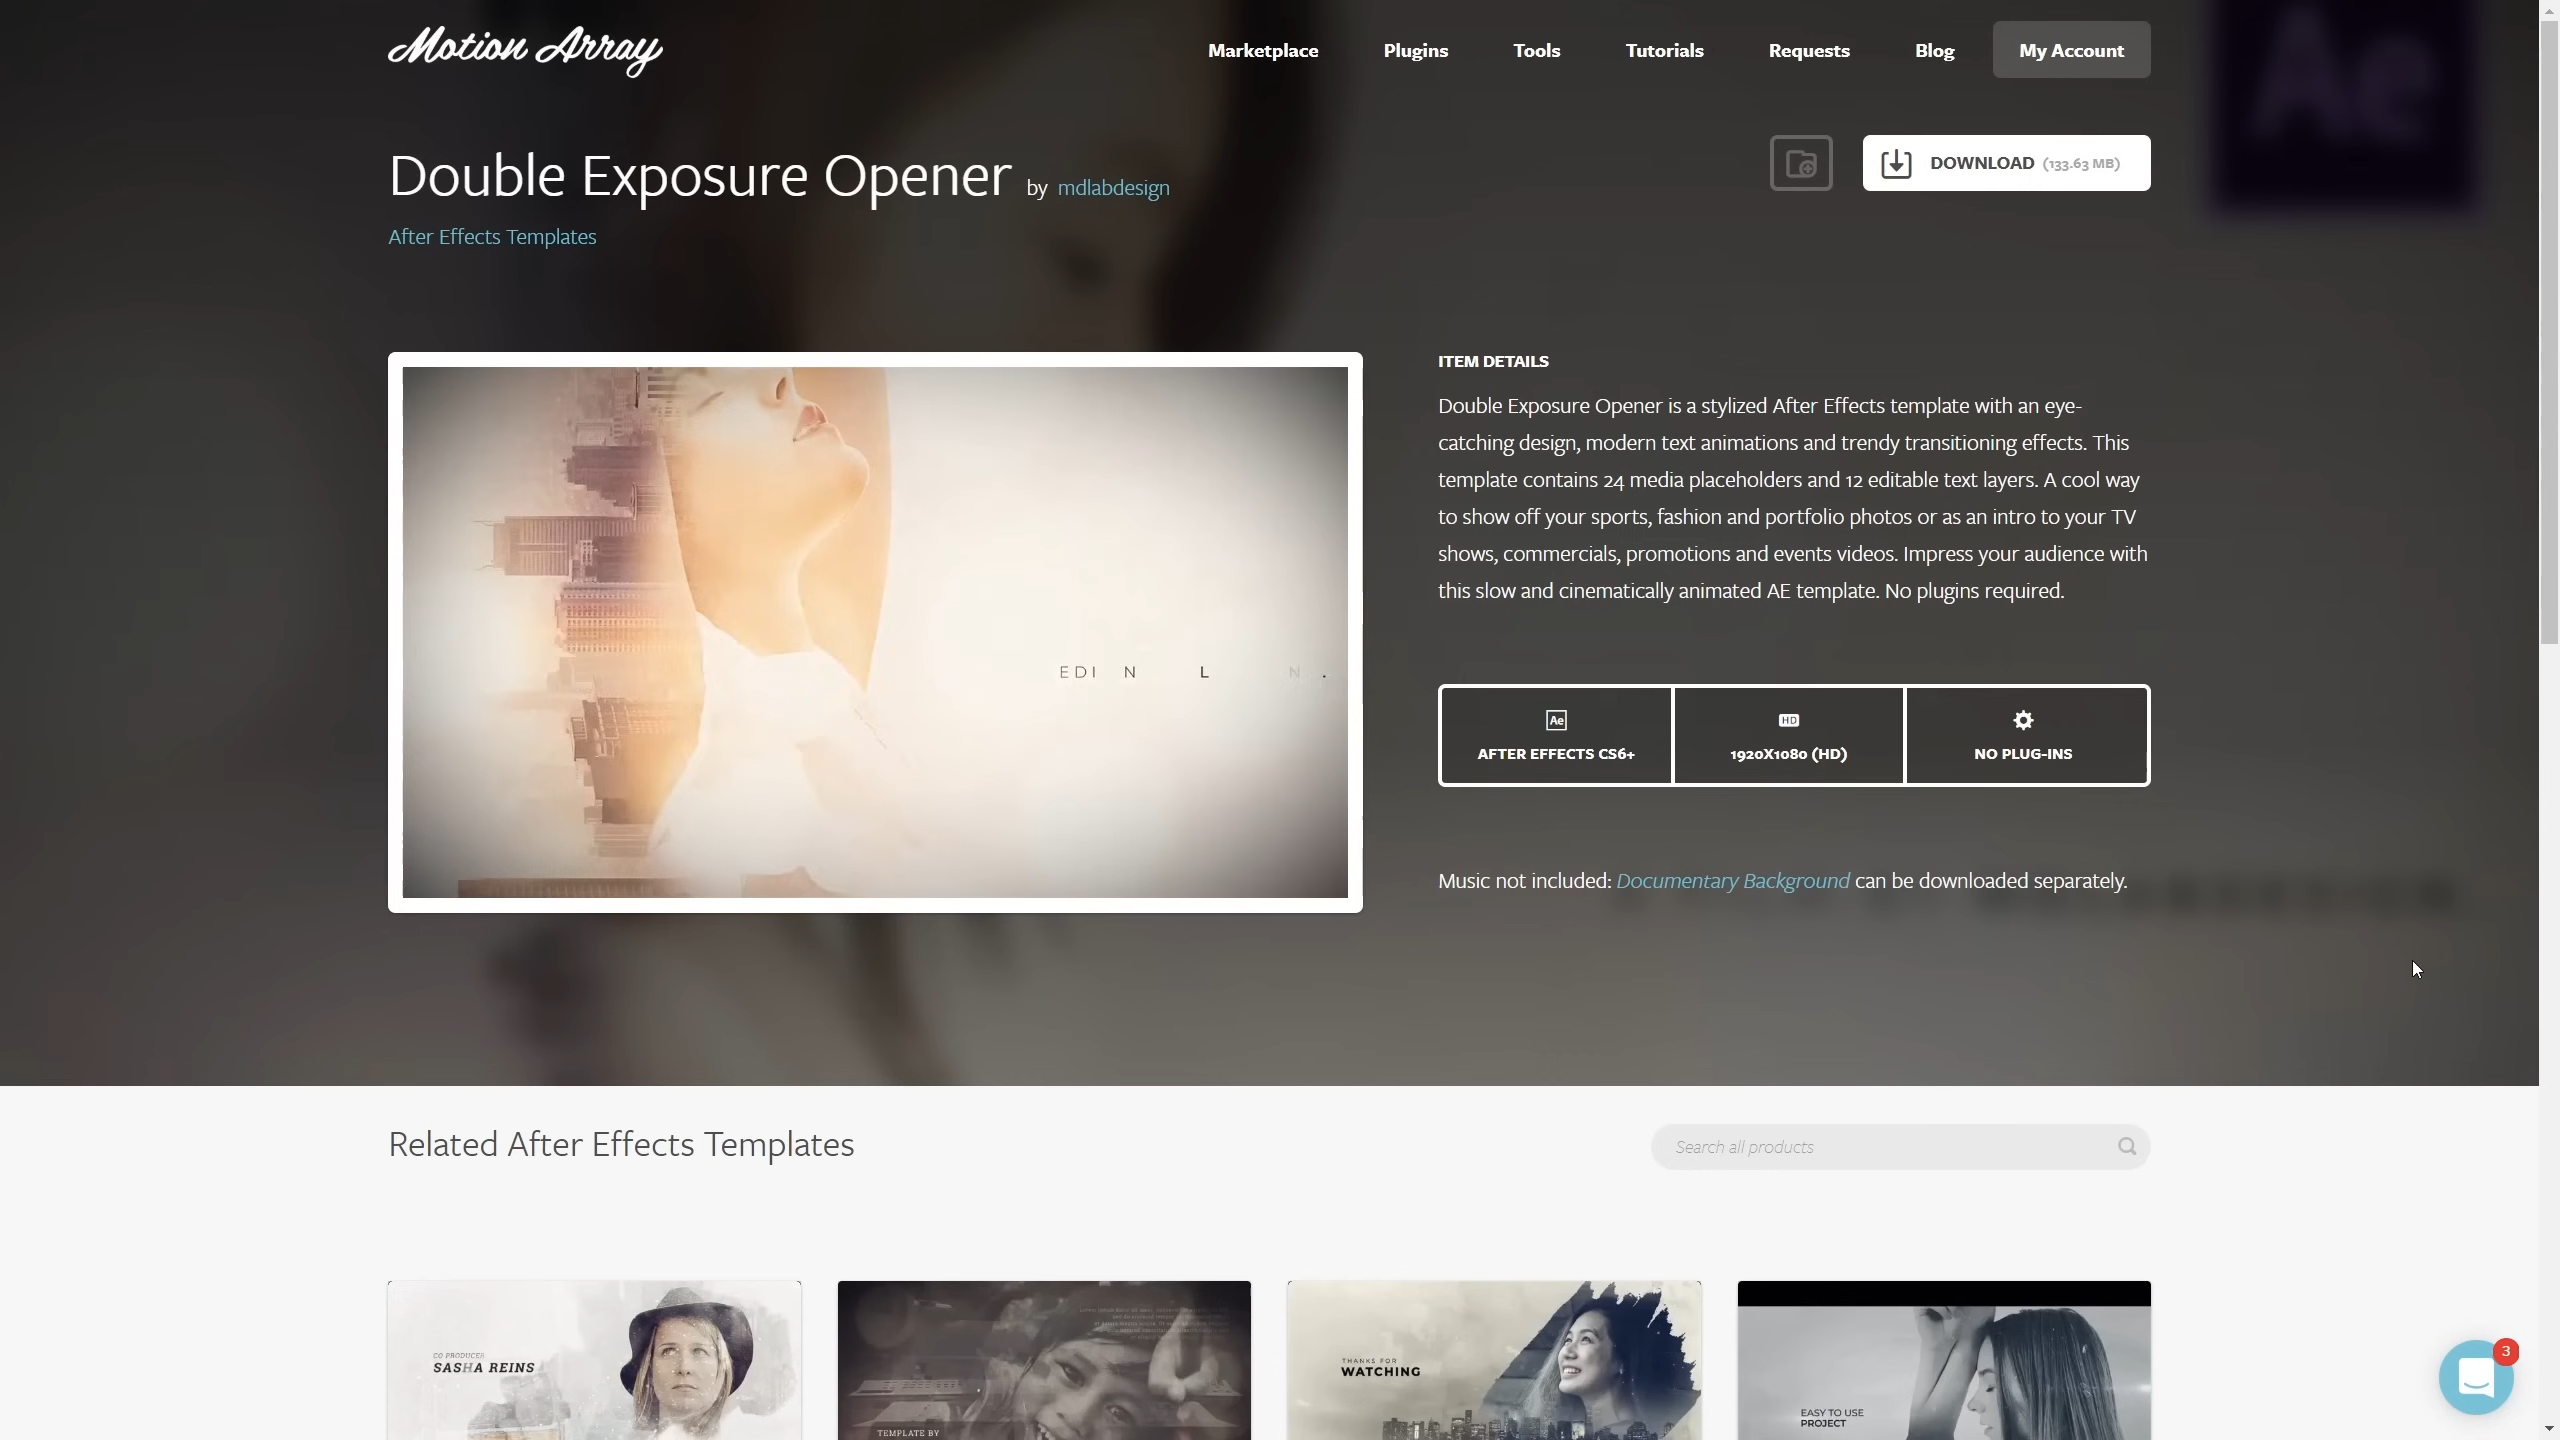 Motion Array
Marketplace
Plugins
Tools
Tutorials
Requests
Blog
My Account
Ae
Double Exposure Opener by mdlabdesign
DOWNLOAD (133.63 MB)
After Effects Templates
EDI N L N .
ITEM DETAILS
Double Exposure Opener is a stylized After Effects template with an eye-
catching design, modern text animations and trendy transitioning effects. This
template contains 24 media placeholders and 12 editable text layers. A cool way
to show off your sports, fashion and portfolio photos or as an intro to your TV
shows, commercials, promotions and events videos. Impress your audience with
this slow and cinematically animated AE template. No plugins required.
Ae
AFTER EFFECTS CS6+
HD
1920X1080 (HD)
NO PLUG-INS
Music not included: Documentary Background can be downloaded separately.
Related After Effects Templates
Search all products
CO PRODUCER
SASHA REINS
TEMPLATE BY
THANKS FOR
WATCHING
EASY TO USE
PROJECT
3